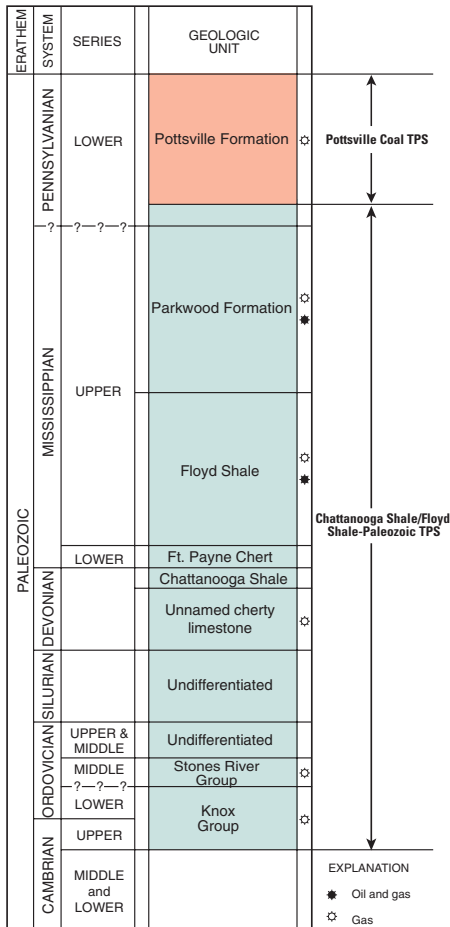 ERATHEM
SYSTEM
SERIES
GEOLOGIC
UNIT
PALEOZOIC
PENNSYLVANIAN
LOWER
Pottsville Formation
Pottsville Coal TPS
?
?—?—?
MISSISSIPPIAN
UPPER
Parkwood Formation
Floyd Shale
Chattanooga Shale/Floyd
Shale-Paleozoic TPS
LOWER
Ft. Payne Chert
DEVONIAN
Chattanooga Shale
Unnamed cherty
limestone
SILURIAN
Undifferentiated
ORDOVICIAN
UPPER &
MIDDLE
Undifferentiated
MIDDLE
Stones River
Group
?—?—?
LOWER
Knox
Group
CAMBRIAN
UPPER
MIDDLE
and
LOWER
EXPLANATION
Oil and gas
Gas